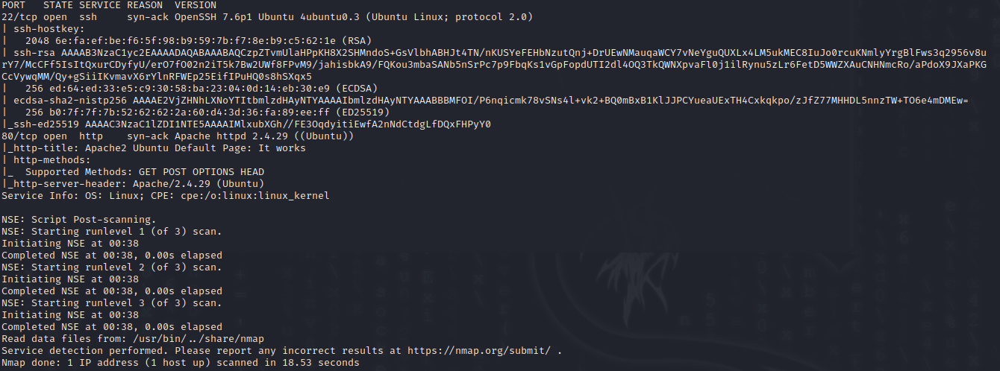 PORT   STATE SERVICE REASON  VERSION
22/tcp open  ssh     syn-ack OpenSSH 7.6p1 Ubuntu 4ubuntu0.3 (Ubuntu Linux; protocol 2.0)
| ssh-hostkey:
|   2048 6e:fa:ef:be:f6:5f:98:b9:59:7b:f7:8e:b9:c5:62:1e (RSA)
| ssh-rsa AAAAB3NzaC1yc2EAAAADAQABAAABAQCzpZTvmUlaHPpKH8X2SHMndoS+GsVlbhABHJt4TN/nKUSYeFEHbNzutQnj+DrUEwNMauqaWCY7vNeYguQUXLx4LM5ukMEC8IuJo0rcuKNmlyYrgBlFws3q2956v8u
rY7/McCFf5IsItQxurCDyfyU/erO7fO02n2iT5k7Bw2UWf8FPvM9/jahisbkA9/FQKou3mbaSANb5nSrPc7p9FbqKs1vGpFopdUTI2dl4OQ3TkQWNXpvaFl0j1ilRynu5zLr6FetD5WWZXAuCNHNmcRo/aPdoX9JXaPKG
CcVywqMM/Qy+gSiiIKvmavX6rYlnRFWEp25EifIPuHQ0s8hSXqx5
|   256 ed:64:ed:33:e5:c9:30:58:ba:23:04:0d:14:eb:30:e9 (ECDSA)
| ecdsa-sha2-nistp256 AAAAE2VjZHNhLXNoYTItbmlzdHAyNTYAAAAIbmlzdHAyNTYAAABBBMFOI/P6nqicmk78vSNs4l+vk2+BQ0mBxB1KlJJPCYueaUExTH4Cxkqkpo/zJfZ77MHHDL5nnzTW+TO6e4mDMEw=
|   256 b0:7f:7f:7b:52:62:62:2a:60:d4:3d:36:fa:89:ee:ff (ED25519)
|_ssh-ed25519 AAAAC3NzaC1lZDI1NTE5AAAAIMlxubXGh//FE3OqdyitiEwfA2nNdCtdgLfDQxFHPyY0
80/tcp open  http    syn-ack Apache httpd 2.4.29 ((Ubuntu))
|_http-title: Apache2 Ubuntu Default Page: It works
| http-methods:
|_  Supported Methods: GET POST OPTIONS HEAD
|_http-server-header: Apache/2.4.29 (Ubuntu)
Service Info: OS: Linux; CPE: cpe:/o:linux:linux_kernel

NSE: Script Post-scanning.
NSE: Starting runlevel 1 (of 3) scan.
Initiating NSE at 00:38
Completed NSE at 00:38, 0.00s elapsed
NSE: Starting runlevel 2 (of 3) scan.
Initiating NSE at 00:38
Completed NSE at 00:38, 0.00s elapsed
NSE: Starting runlevel 3 (of 3) scan.
Initiating NSE at 00:38
Completed NSE at 00:38, 0.00s elapsed
Read data files from: /usr/bin/../share/nmap
Service detection performed. Please report any incorrect results at https://nmap.org/submit/ .
Nmap done: 1 IP address (1 host up) scanned in 18.53 seconds